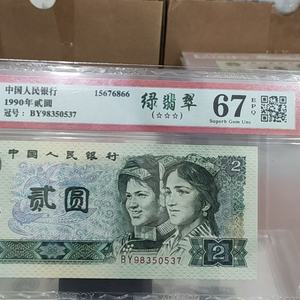 中国人民银行
1990年贰圆
冠号: BY98350537
15676866
绿翡翠
(☆☆☆)
67
EPQ
Superb Gem Unc
中国人民银行
贰圆
2
BY98350537
2